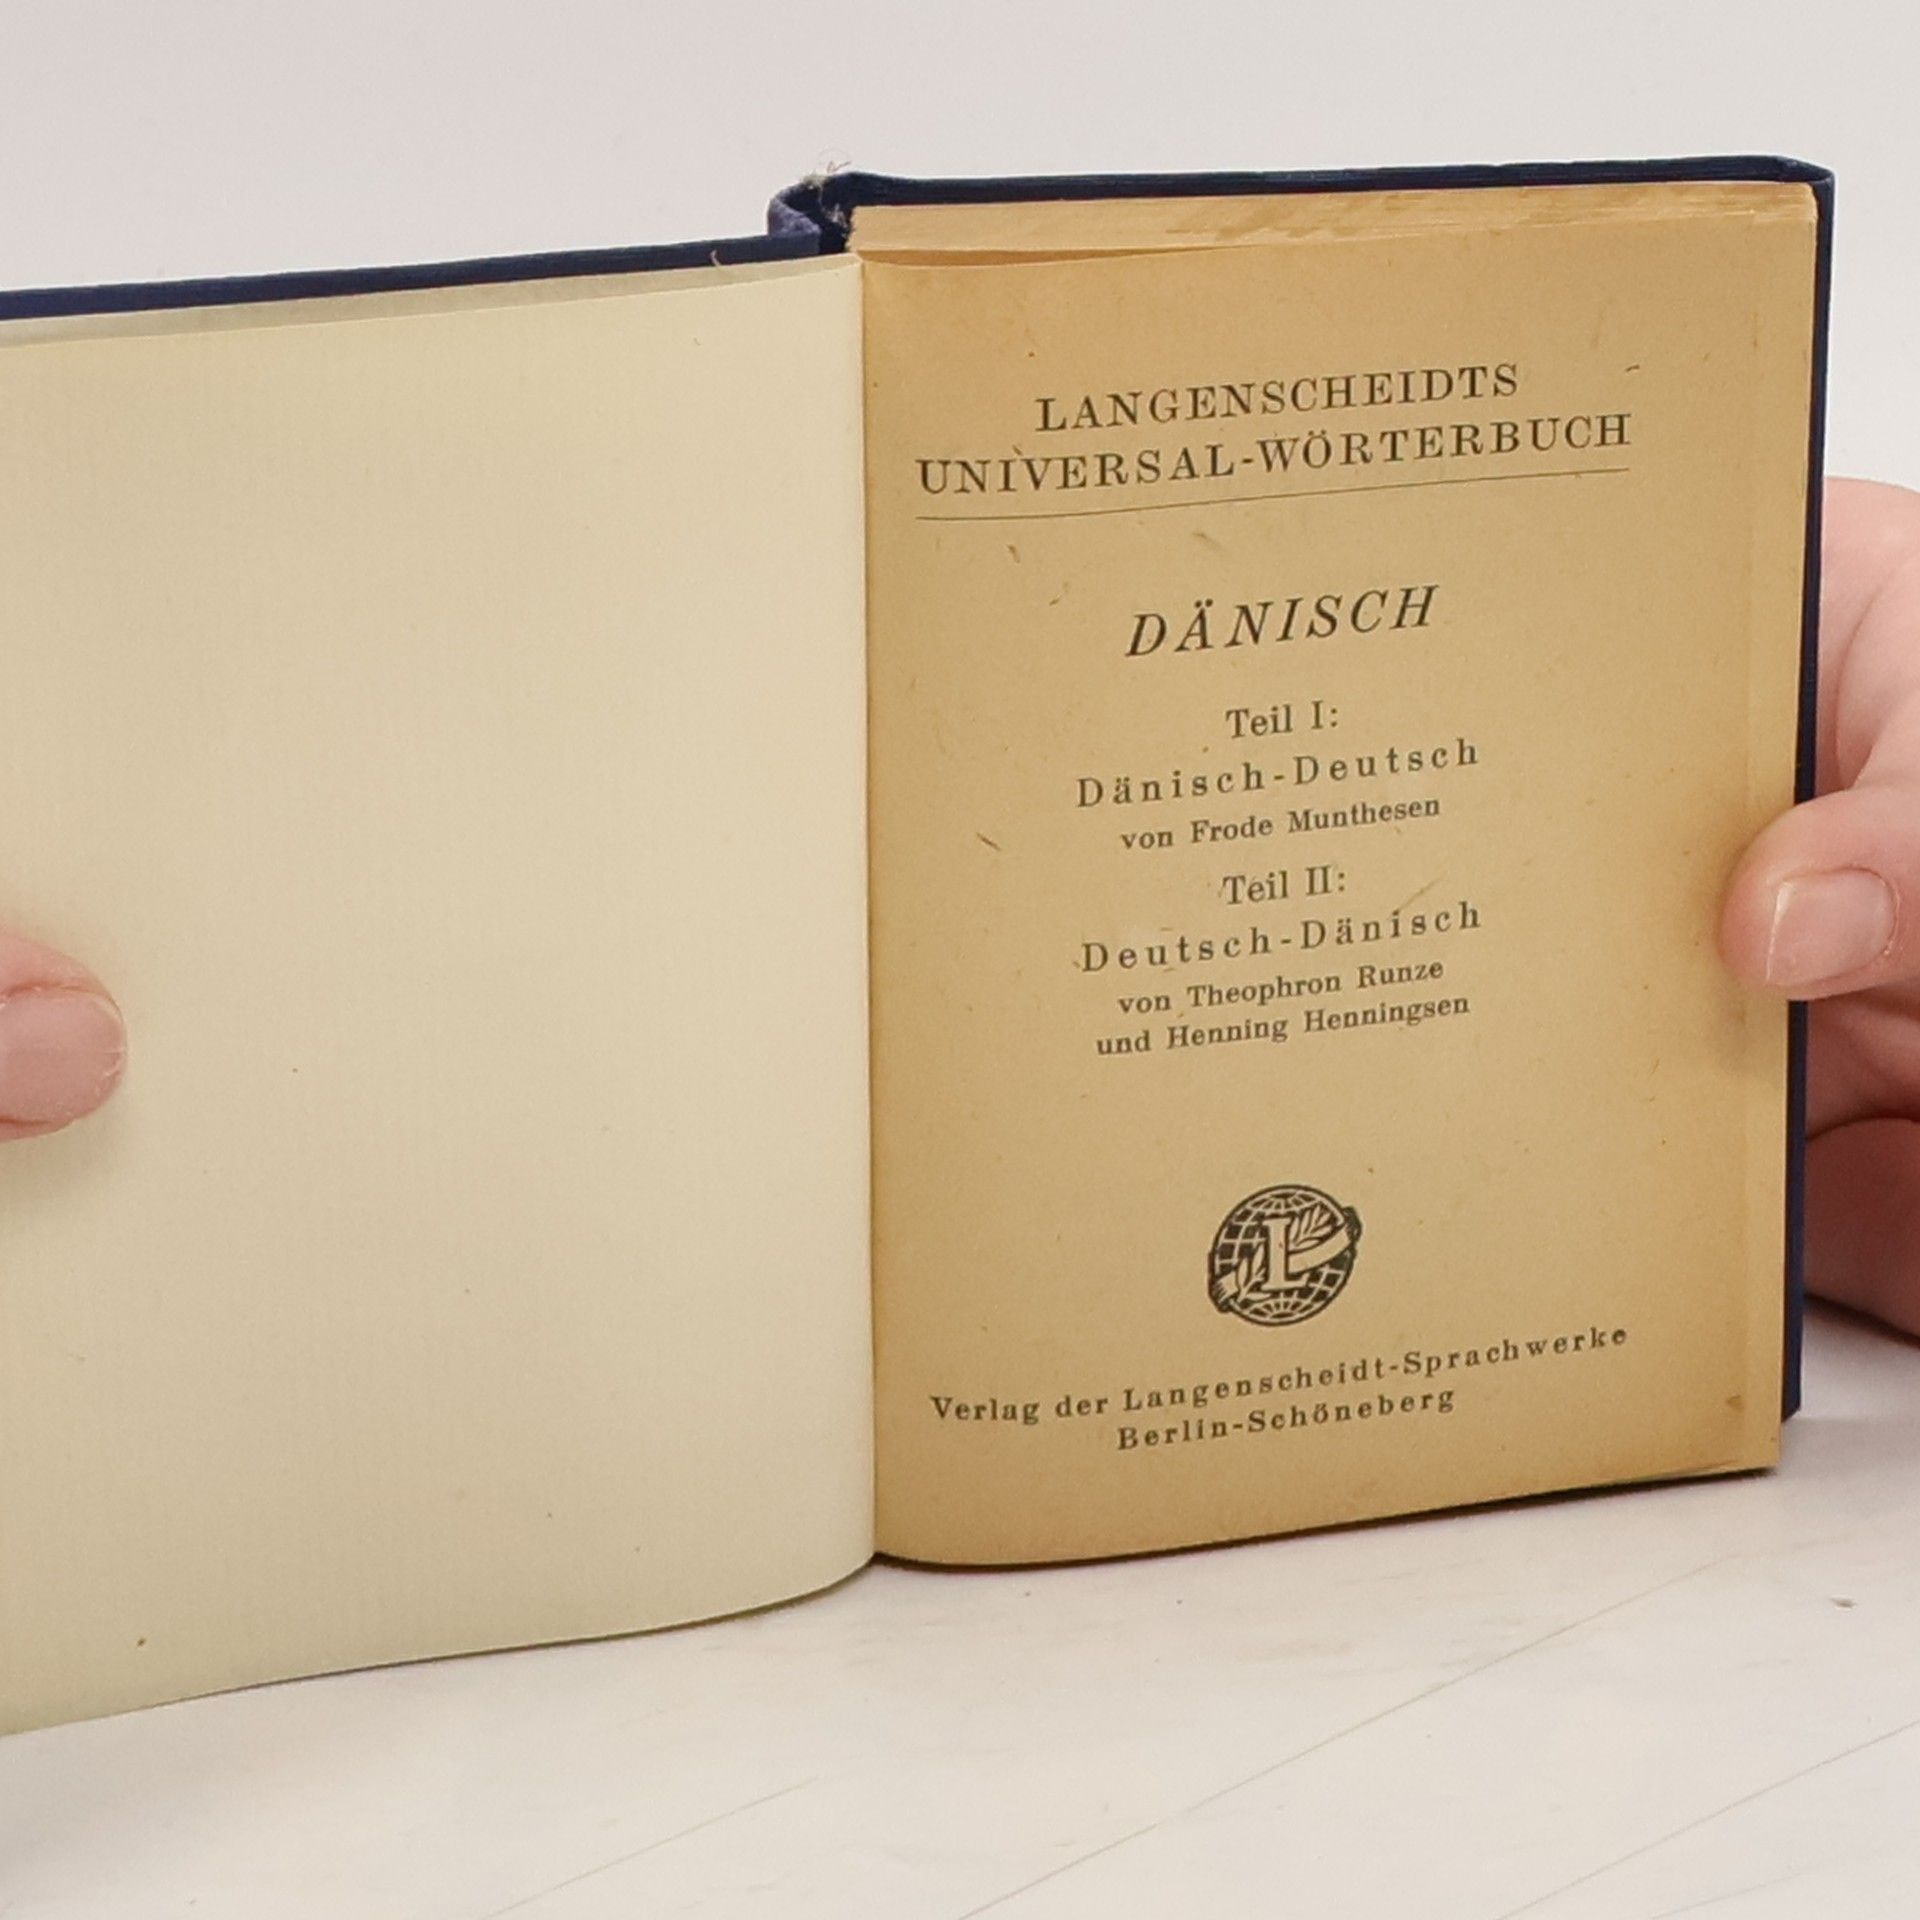 LANGENSCHEIDTS
UNIVERSAL-WÖRTERBUCH
DÄNISCH
Teil I:
Dänisch-Deutsch
von Frode Munthesen
Teil II:
Deutsch-Dänisch
von Theophron Runze
und Henning Henningsen
L
Verlag der Langenscheidt-Sprachwerke
Berlin-Schöneberg